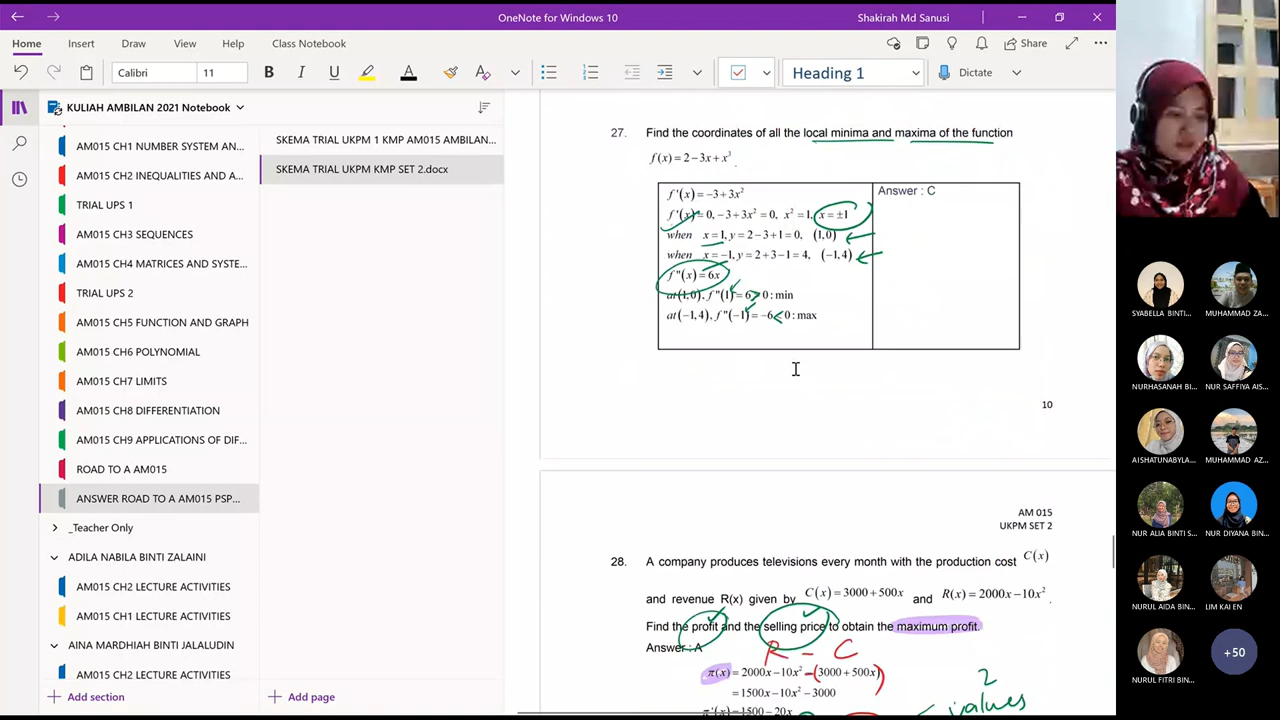 OneNote for Windows 10
Shakirah Md Sanusi
Home Insert Draw View Help Class Notebook
Share
Calibri 11 B I U A Heading 1 Dictate
KULIAH AMBILAN 2021 Notebook
AM015 CH1 NUMBER SYSTEM AN...
AM015 CH2 INEQUALITIES AND A...
TRIAL UPS 1
AM015 CH3 SEQUENCES
AM015 CH4 MATRICES AND SYSTE...
TRIAL UPS 2
AM015 CH5 FUNCTION AND GRAPH
AM015 CH6 POLYNOMIAL
AM015 CH7 LIMITS
AM015 CH8 DIFFERENTIATION
AM015 CH9 APPLICATIONS OF DIF...
ROAD TO A AM015
ANSWER ROAD TO A AM015 PSP...
_Teacher Only
ADILA NABILA BINTI ZALAINI
AM015 CH2 LECTURE ACTIVITIES
AM015 CH1 LECTURE ACTIVITIES
AINA MARDHIAH BINTI JALALUDIN
AM015 CH2 LECTURE ACTIVITIES
Add section
SKEMA TRIAL UKPM 1 KMP AM015 AMBILAN...
SKEMA TRIAL UKPM KMP SET 2.docx
Add page
27. Find the coordinates of all the local minima and maxima of the function
f(x) = 2 − 3x + x³.
f'(x) = −3 + 3x²
f'(x) = 0, −3 + 3x² = 0, x² = 1, x = ±1
when x = 1, y = 2 − 3 + 1 = 0, (1,0)
when x = −1, y = 2 + 3 − 1 = 4, (−1,4)
f"(x) = 6x
at (1,0), f"(1) = 6 > 0 : min
at (−1,4), f"(−1) = −6 < 0 : max
Answer : C
10
AM 015
UKPM SET 2
28. A company produces televisions every month with the production cost C(x)
and revenue R(x) given by C(x) = 3000 + 500x and R(x) = 2000x − 10x².
Find the profit and the selling price to obtain the maximum profit.
Answer : A
R − C
π(x) = 2000x − 10x² − (3000 + 500x)
= 1500x − 10x² − 3000
π'(x) = 1500 − 20x
2
values
SYABELLA BINTI...
MUHAMMAD ...
NURHASANAH BI...
NUR SAFFIYA AIS...
AISHATUNABYLA...
MUHAMMAD AZ...
NUR ALIA BINTI S...
NUR DIYANA BIN...
NURUL AIDA BIN...
LIM KAI EN
NURUL FITRI BIN...
+50